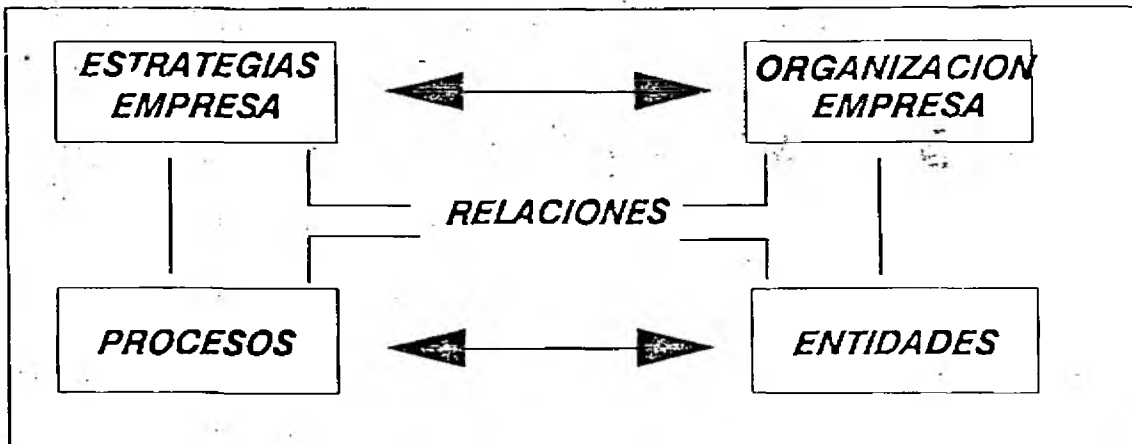 ESTRATEGIAS
EMPRESA
ORGANIZACION
EMPRESA
RELACIONES
PROCESOS
ENTIDADES